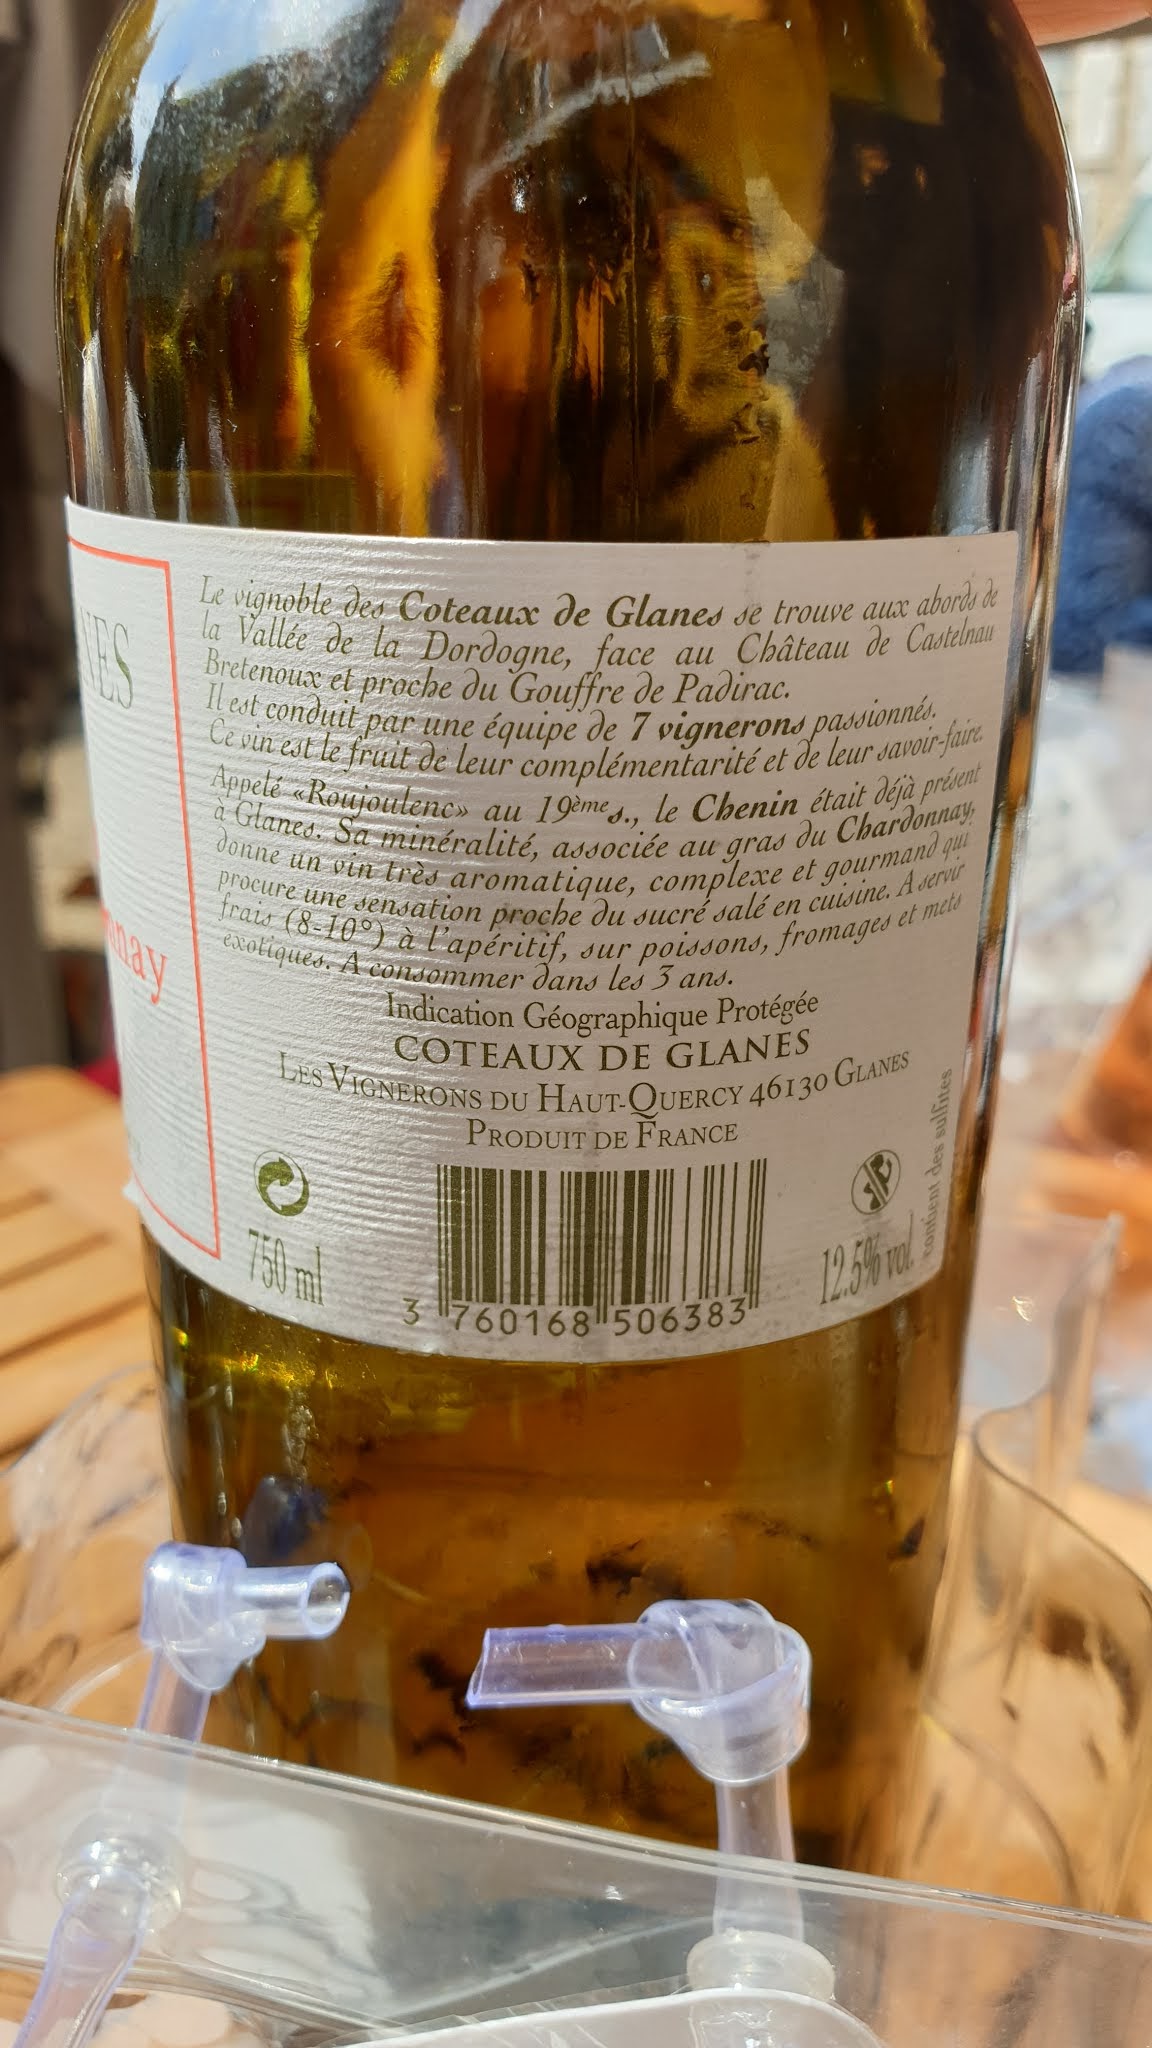 NES
Le vignoble des Coteaux de Glanes se trouve aux abords de
la Vallée de la Dordogne, face au Château de Castelnau
Bretenoux et proche du Gouffre de Padirac.
Il est conduit par une équipe de 7 vignerons passionnés.
Ce vin est le fruit de leur complémentarité et de leur savoir-faire.
Appelé «Roujoulenc» au 19ème s., le Chenin était déjà présent
à Glanes. Sa minéralité, associée au gras du Chardonnay,
donne un vin très aromatique, complexe et gourmand qui
procure une sensation proche du sucré salé en cuisine. A servir
frais (8-10°) à l'apéritif, sur poissons, fromages et mets
exotiques. A consommer dans les 3 ans.
nnay
Indication Géographique Protégée
COTEAUX DE GLANES
LES VIGNERONS DU HAUT-QUERCY 46130 GLANES
PRODUIT DE FRANCE
contient des sulfites
750 ml
12.5% vol.
3 760168 506383